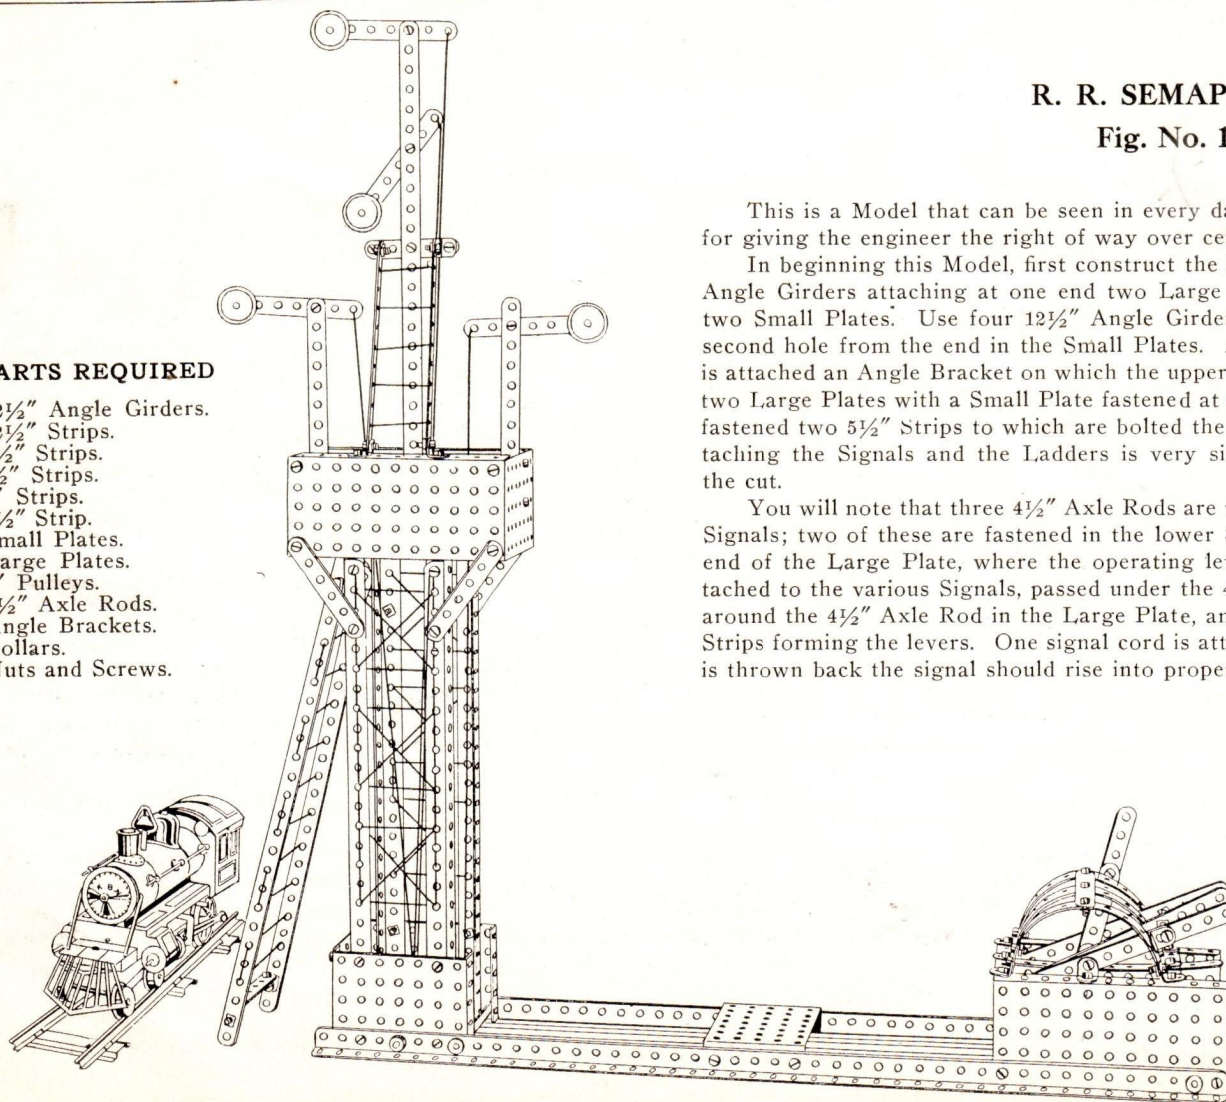 R. R. SEMAP
Fig. No. 1
This is a Model that can be seen in every da
for giving the engineer the right of way over ce
In beginning this Model, first construct the
Angle Girders attaching at one end two Large
two Small Plates. Use four 12½″ Angle Girde
second hole from the end in the Small Plates.
is attached an Angle Bracket on which the upper
two Large Plates with a Small Plate fastened at
fastened two 5½″ Strips to which are bolted the
taching the Signals and the Ladders is very si
the cut.
You will note that three 4½″ Axle Rods are
Signals; two of these are fastened in the lower
end of the Large Plate, where the operating le
tached to the various Signals, passed under the 4
around the 4½″ Axle Rod in the Large Plate, an
Strips forming the levers. One signal cord is att
is thrown back the signal should rise into prope
ARTS REQUIRED
2½″ Angle Girders.
2½″ Strips.
½″ Strips.
½″ Strips.
″ Strips.
½″ Strip.
mall Plates.
arge Plates.
″ Pulleys.
½″ Axle Rods.
ngle Brackets.
ollars.
uts and Screws.